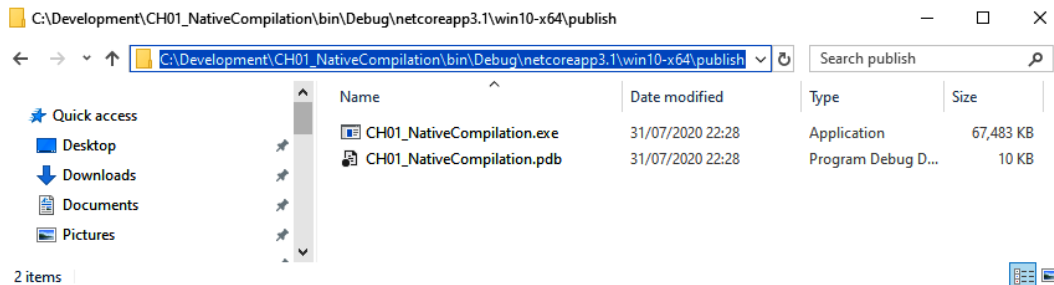 C:\Development\CH01_NativeCompilation\bin\Debug\netcoreapp3.1\win10-x64\publish
C:\Development\CH01_NativeCompilation\bin\Debug\netcoreapp3.1\win10-x64\publish Search publish
Name Date modified Type Size
Quick access
CH01_NativeCompilation.exe 31/07/2020 22:28 Application 67,483 KB
Desktop
CH01_NativeCompilation.pdb 31/07/2020 22:28 Program Debug D... 10 KB
Downloads
Documents
Pictures
2 items